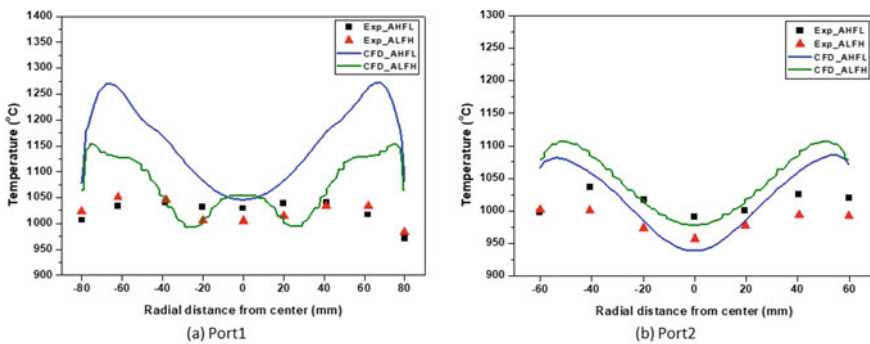 1400
1350
1300
1250
1200
1150
1100
1050
1000
950
900
Temperature (°C)
Exp_AHFL
Exp_ALFH
CFD_AHFL
CFD_ALFH
-80 -60 -40 -20 0 20 40 60 80
Radial distance from center (mm)
(a) Port1
1300
1250
1200
1150
1100
1050
1000
950
900
Temperature (°C)
Exp_AHFL
Exp_ALFH
CFD_AHFL
CFD_ALFH
-60 -40 -20 0 20 40 60
Radial distance from center (mm)
(b) Port2